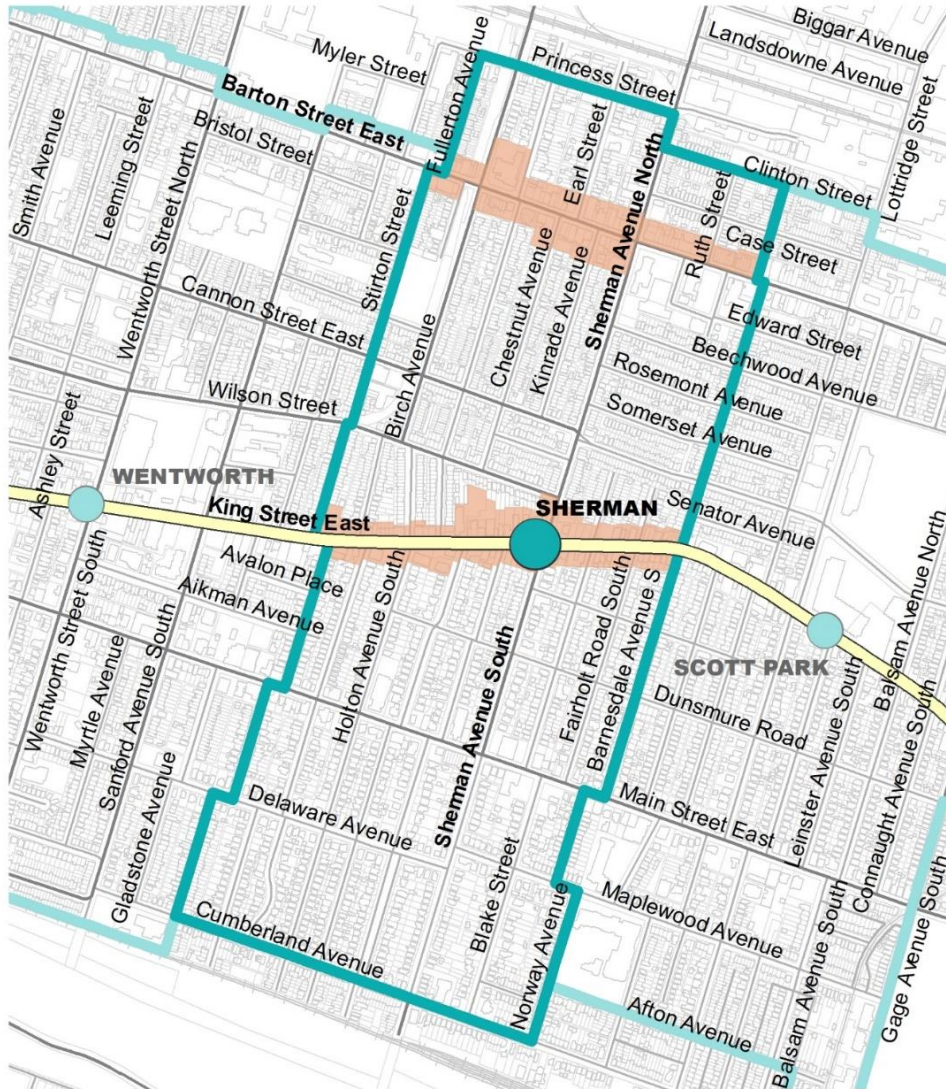 Biggar Avenue
Landsdowne Avenue
Myler Street
Princess Street
Fullerton Avenue
Barton Street East
Bristol Street
Earl Street
Sherman Avenue North
Clinton Street
Lottridge Street
Smith Avenue
Leeming Street
Wentworth Street North
Stirton Street
Ruth Street
Case Street
Cannon Street East
Chestnut Avenue
Kinrade Avenue
Edward Street
Beechwood Avenue
Birch Avenue
Rosemont Avenue
Somerset Avenue
Wilson Street
Ashley Street
WENTWORTH
King Street East
SHERMAN
Senator Avenue
Avalon Place
Aikman Avenue
Holton Avenue South
Fairholt Road South
Barnesdale Avenue S
Balsam Avenue North
SCOTT PARK
Wentworth Street South
Myrtle Avenue
Sanford Avenue South
Sherman Avenue South
Dunsmure Road
Leinster Avenue South
Connaught Avenue South
Gladstone Avenue
Delaware Avenue
Main Street East
Blake Street
Maplewood Avenue
Cumberland Avenue
Norway Avenue
Afton Avenue
Balsam Avenue South
Gage Avenue South